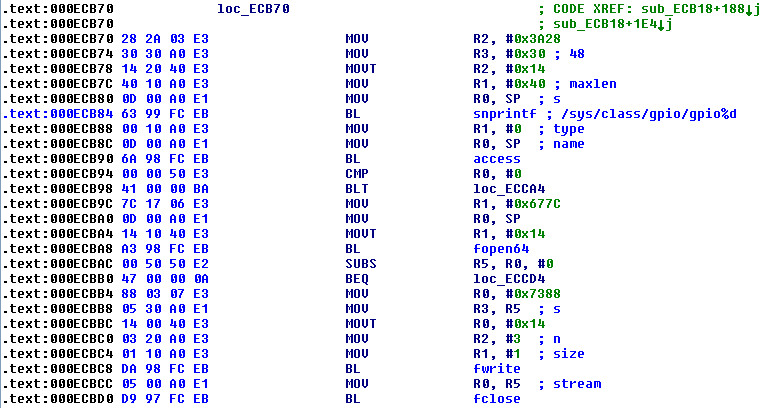 .text:000ECB70 loc_ECB70 ; CODE XREF: sub_ECB18+188↓j
.text:000ECB70 ; sub_ECB18+1E4↓j
.text:000ECB70 28 2A 03 E3 MOV R2, #0x3A28
.text:000ECB74 30 30 A0 E3 MOV R3, #0x30 ; 48
.text:000ECB78 14 20 40 E3 MOVT R2, #0x14
.text:000ECB7C 40 10 A0 E3 MOV R1, #0x40 ; maxlen
.text:000ECB80 0D 00 A0 E1 MOV R0, SP ; s
.text:000ECB84 63 99 FC EB BL snprintf ; /sys/class/gpio/gpio%d
.text:000ECB88 00 10 A0 E3 MOV R1, #0 ; type
.text:000ECB8C 0D 00 A0 E1 MOV R0, SP ; name
.text:000ECB90 6A 98 FC EB BL access
.text:000ECB94 00 00 50 E3 CMP R0, #0
.text:000ECB98 41 00 00 BA BLT loc_ECCA4
.text:000ECB9C 7C 17 06 E3 MOV R1, #0x677C
.text:000ECBA0 0D 00 A0 E1 MOV R0, SP
.text:000ECBA4 14 10 40 E3 MOVT R1, #0x14
.text:000ECBA8 A3 98 FC EB BL fopen64
.text:000ECBAC 00 50 50 E2 SUBS R5, R0, #0
.text:000ECBB0 47 00 00 0A BEQ loc_ECCD4
.text:000ECBB4 88 03 07 E3 MOV R0, #0x7388
.text:000ECBB8 05 30 A0 E1 MOV R3, R5 ; s
.text:000ECBBC 14 00 40 E3 MOVT R0, #0x14
.text:000ECBC0 03 20 A0 E3 MOV R2, #3 ; n
.text:000ECBC4 01 10 A0 E3 MOV R1, #1 ; size
.text:000ECBC8 DA 98 FC EB BL fwrite
.text:000ECBCC 05 00 A0 E1 MOV R0, R5 ; stream
.text:000ECBD0 D9 97 FC EB BL fclose